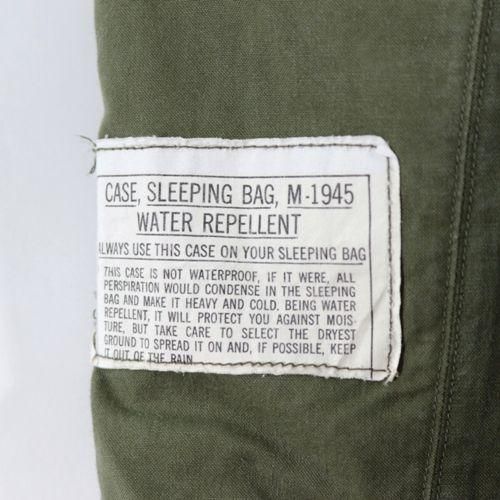 CASE, SLEEPING BAG, M-1945
WATER REPELLENT
ALWAYS USE THIS CASE ON YOUR SLEEPING BAG
THIS CASE IS NOT WATERPROOF, IF IT WERE, ALL
PERSPIRATION WOULD CONDENSE IN THE SLEEPING
BAG AND MAKE IT HEAVY AND COLD. BEING WATER
REPELLENT, IT WILL PROTECT YOU AGAINST MOIS-
TURE, BUT TAKE CARE TO SELECT THE DRYEST
GROUND TO SPREAD IT ON AND, IF POSSIBLE, KEEP
IT OUT OF THE RAIN